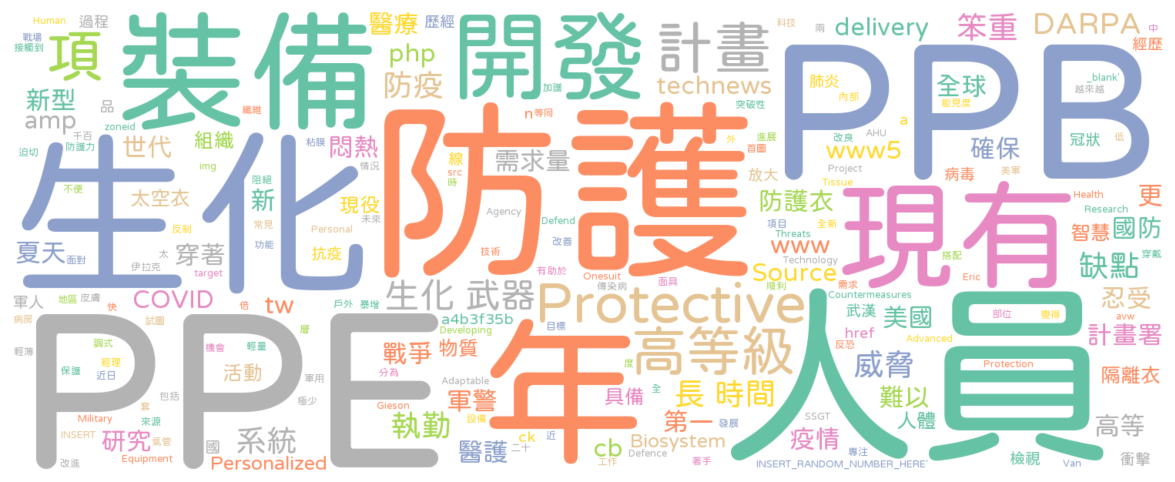 Human 過程
戰場
接觸到
項 裝備 開發 計畫
醫療 歷經
php
防疫
technews
科技 兩 中
delivery 笨重 DARPA
經歷
PPB
肺炎
內部
全球
能見度
_blank'
越來越
新型 品
amp zoneid
千百
迫切 防護力
世代 組織 悶熱
img
纖維
粘膜
情況
加護
n 等同
突破性
a
AHU
冠狀 低
生化 防護
需求量
線
src
時
進展
外 首圖
放大
改良
www5
確保
病毒
Project
Tissue
美軍
不便
太空衣 新
阻絕
現役
未來
Agency Defend
防護衣
項目 全新
現有
Health 更
Research
智慧 國防
夏天
面對
穿著
太
反制
常見
功能
Personal
抗疫
技術
改善
www
Threats
Technology
搭配
缺點 穿戴
伊拉克
target
有助於
Onesuit
傳染病
面具
Source
犀利
需求 Eric
Countermeasures
軍人
病房
地區 皮膚
快
COVID
倍
tw
戶外 暴增
生化 武器
Protective
a4b3f35b
Developing
目標
武漢 美國
href
反恐
部位 覺得
avw
忍受
計畫署
PPE 年 人員
輕薄
試圖
調式
經理
近日
保護
機會
輕量
層
軍用
極少
活動
戰爭 物質
分為
高等級
度
Adaptable
Gieson
軍警
具備
全
長 時間
威脅
難以
Advanced
Protection
隔離衣
Military
套
包括
來源
INSERT 氣管
研究
Equipment
改進
國
系統
Personalized
執勤
設備
ck
二十
近
醫護
cb
工作
第一
發展
Biosystem
Defence
著手
SSGT
疫情
專注
人體
INSERT_RANDOM_NUMBER_HERE'
檢視
Van
高等
衝擊